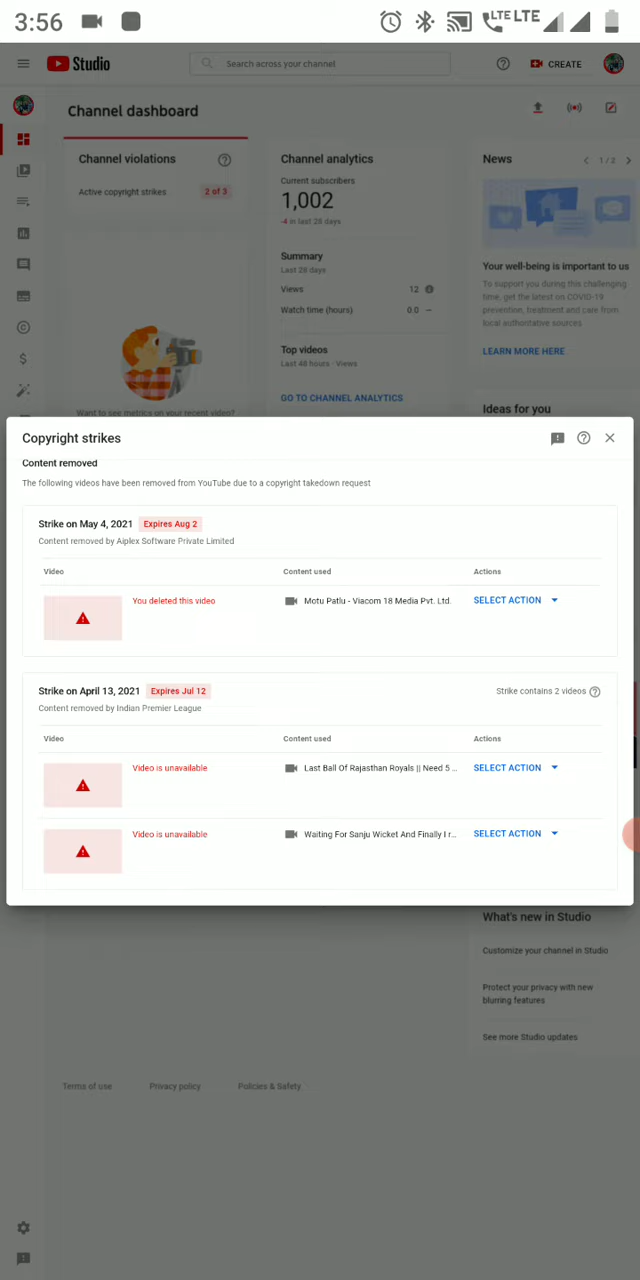 3:56
LTE LTE
Studio
Search across your channel
CREATE
Channel dashboard
Channel violations
Active copyright strikes 2 of 3
Want to see metrics on your recent video?
Channel analytics
Current subscribers
1,002
-4 in last 28 days
Summary
Last 28 days
Views 12
Watch time (hours) 0.0 —
Top videos
Last 48 hours · Views
GO TO CHANNEL ANALYTICS
News
1 / 2
Your well-being is important to us
To support you during this challenging
time, get the latest on COVID-19
prevention, treatment and care from
local authoritative sources
LEARN MORE HERE
Ideas for you
Copyright strikes
Content removed
The following videos have been removed from YouTube due to a copyright takedown request
Strike on May 4, 2021 Expires Aug 2
Content removed by Aiplex Software Private Limited
Video Content used Actions
You deleted this video Motu Patlu - Viacom 18 Media Pvt. Ltd. SELECT ACTION
Strike on April 13, 2021 Expires Jul 12 Strike contains 2 videos
Content removed by Indian Premier League
Video Content used Actions
Video is unavailable Last Ball Of Rajasthan Royals || Need 5 ... SELECT ACTION
Video is unavailable Waiting For Sanju Wicket And Finally I r... SELECT ACTION
What's new in Studio
Customize your channel in Studio
Protect your privacy with new
blurring features
See more Studio updates
Terms of use Privacy policy Policies & Safety